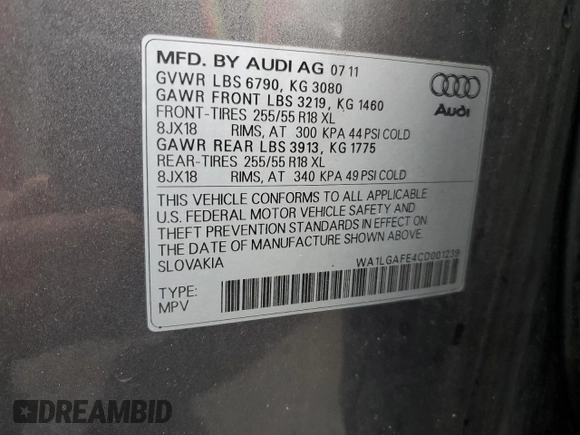 MFD. BY AUDI AG 07 11
GVWR LBS 6790, KG 3080
GAWR FRONT LBS 3219, KG 1460
FRONT-TIRES 255/55 R18 XL
8JX18 RIMS, AT 300 KPA 44 PSI COLD
GAWR REAR LBS 3913, KG 1775
REAR-TIRES 255/55 R18 XL
8JX18 RIMS, AT 340 KPA 49 PSI COLD
Audi
THIS VEHICLE CONFORMS TO ALL APPLICABLE
U.S. FEDERAL MOTOR VEHICLE SAFETY AND
THEFT PREVENTION STANDARDS IN EFFECT ON
THE DATE OF MANUFACTURE SHOWN ABOVE.
SLOVAKIA
WA1LGAFE4CD001239
TYPE:
MPV
DREAMBID